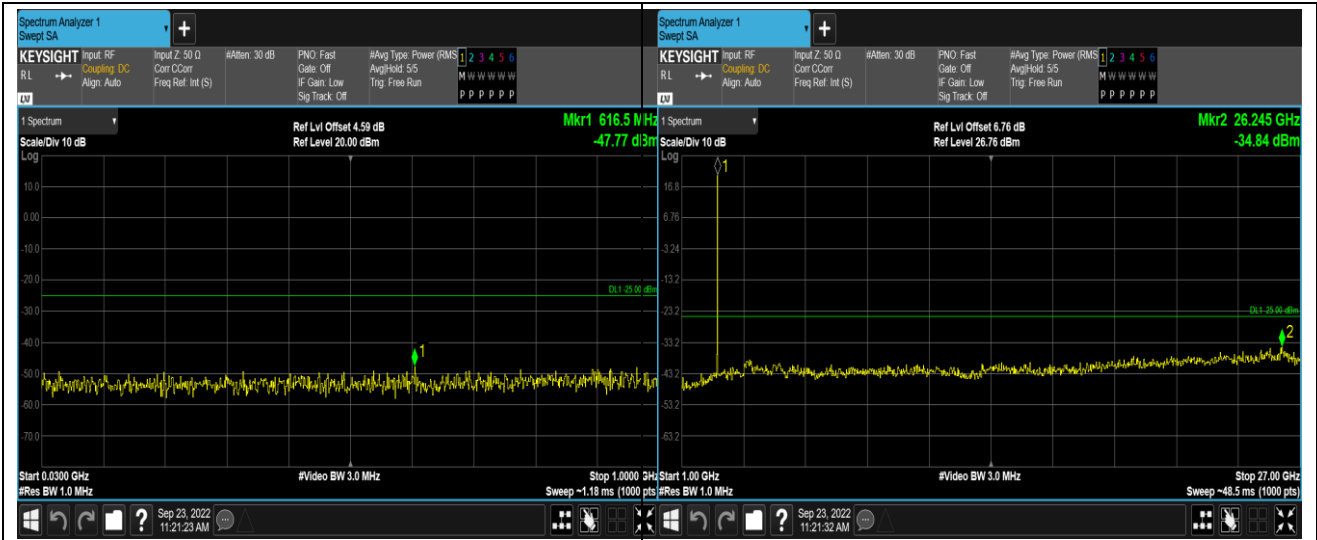 Spectrum Analyzer 1
Swept SA
+
KEYSIGHT Input: RF Input Z: 50 Ω #Atten: 30 dB PNO: Fast #Avg Type: Power (RMS 1 2 3 4 5 6
RL Coupling: DC Corr CCorr Gate: Off Avg|Hold: 5/5 M W W W W W
Align: Auto Freq Ref: Int (S) IF Gain: Low Trig: Free Run
LXI Sig Track: Off P P P P P P
1 Spectrum Ref Lvl Offset 4.59 dB Mkr1 616.5 MHz
Scale/Div 10 dB Ref Level 20.00 dBm -47.77 dBm
Log
10.0
0.00
-10.0
-20.0
DL1 -25.00 dBm
-30.0
-40.0
1
-50.0
-60.0
-70.0
Start 0.0300 GHz #Video BW 3.0 MHz Stop 1.0000 GHz
#Res BW 1.0 MHz Sweep ~1.18 ms (1000 pts)
? Sep 23, 2022
11:21:23 AM
Spectrum Analyzer 1
Swept SA
+
KEYSIGHT Input: RF Input Z: 50 Ω #Atten: 30 dB PNO: Fast #Avg Type: Power (RMS 1 2 3 4 5 6
RL Coupling: DC Corr CCorr Gate: Off Avg|Hold: 5/5 M W W W W W
Align: Auto Freq Ref: Int (S) IF Gain: Low Trig: Free Run
LXI Sig Track: Off P P P P P P
1 Spectrum Ref Lvl Offset 6.76 dB Mkr2 26.245 GHz
Scale/Div 10 dB Ref Level 26.76 dBm -34.84 dBm
Log
1
16.8
6.76
-3.24
-13.2
-23.2
DL1 -25.00 dBm
-33.2
2
-43.2
-53.2
-63.2
Start 1.00 GHz #Video BW 3.0 MHz Stop 27.00 GHz
#Res BW 1.0 MHz Sweep ~48.5 ms (1000 pts)
? Sep 23, 2022
11:21:32 AM